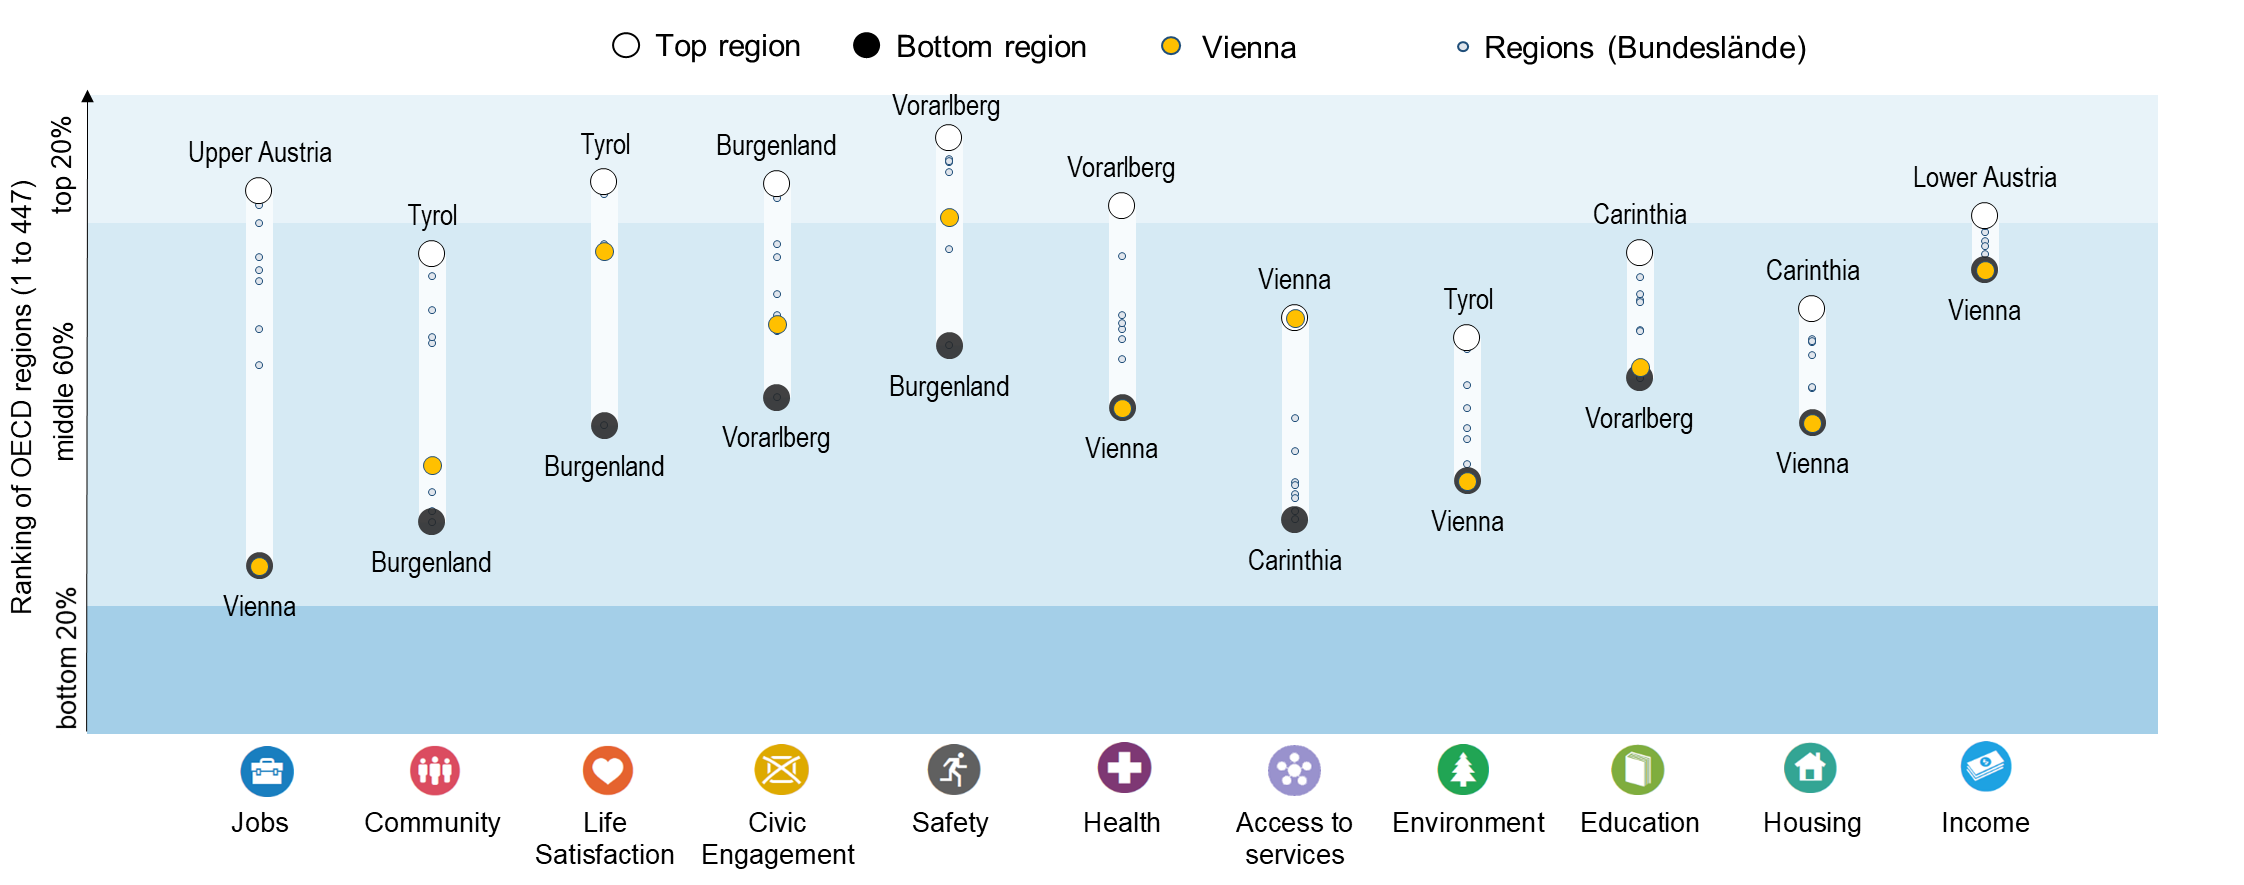 Top region
Bottom region
Vienna
Regions (Bundeslände)
Ranking of OECD regions (1 to 447)
top 20%
middle 60%
bottom 20%
Upper Austria
Vienna
Tyrol
Burgenland
Tyrol
Burgenland
Burgenland
Vorarlberg
Vorarlberg
Burgenland
Vorarlberg
Vienna
Vienna
Carinthia
Tyrol
Vienna
Carinthia
Vorarlberg
Carinthia
Vienna
Lower Austria
Vienna
Jobs
Community
Life
Satisfaction
Civic
Engagement
Safety
Health
Access to
services
Environment
Education
Housing
Income